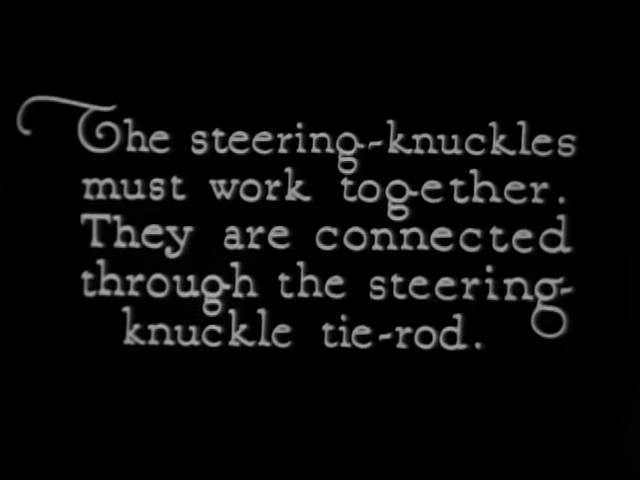 The steering-knuckles
must work together.
They are connected
through the steering-
knuckle tie-rod.